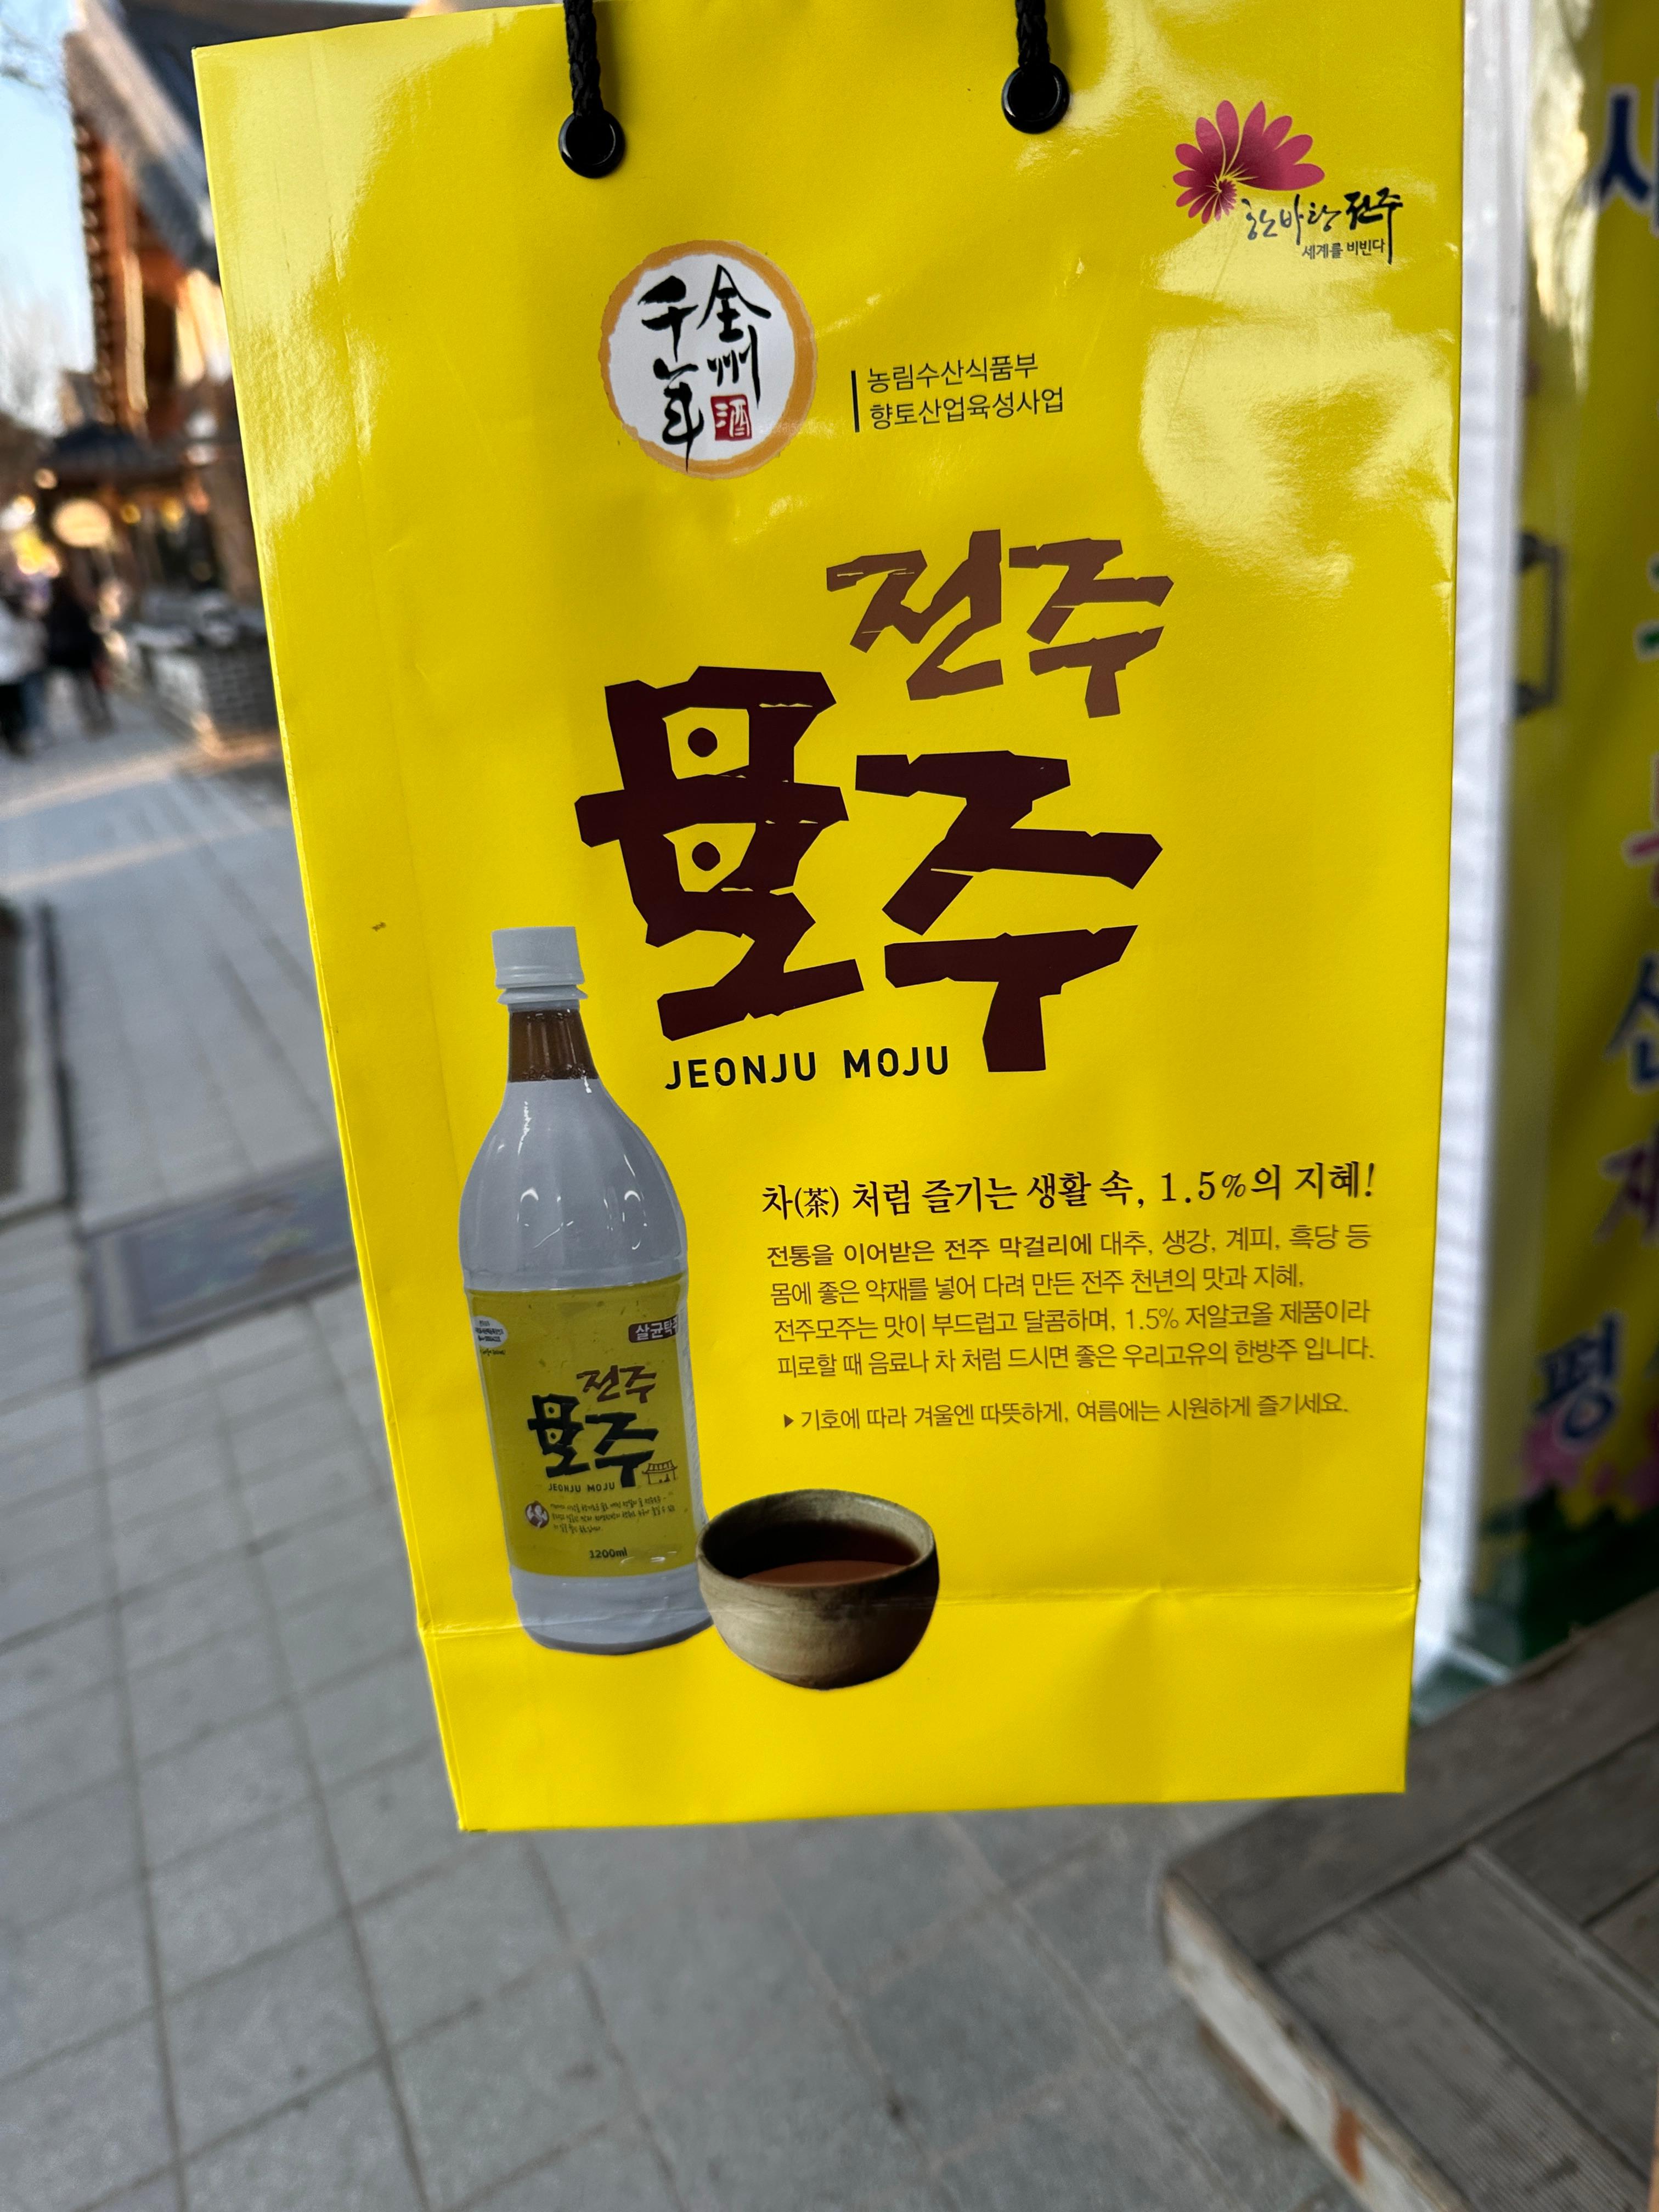 한바탕 전주
세계를 비빈다
全州
千年
酒
농림수산식품부
향토산업육성사업
전주
모주
JEONJU MOJU
차(茶) 처럼 즐기는 생활 속, 1.5%의 지혜!
전통을 이어받은 전주 막걸리에 대추, 생강, 계피, 흑당 등
몸에 좋은 약재를 넣어 다려 만든 전주 천년의 맛과 지혜,
전주모주는 맛이 부드럽고 달콤하며, 1.5% 저알코올 제품이라
피로할 때 음료나 차 처럼 드시면 좋은 우리고유의 한방주 입니다.
▶ 기호에 따라 겨울엔 따뜻하게, 여름에는 시원하게 즐기세요.
살균탁주
전주
모주
JEONJU MOJU
1200ml
평